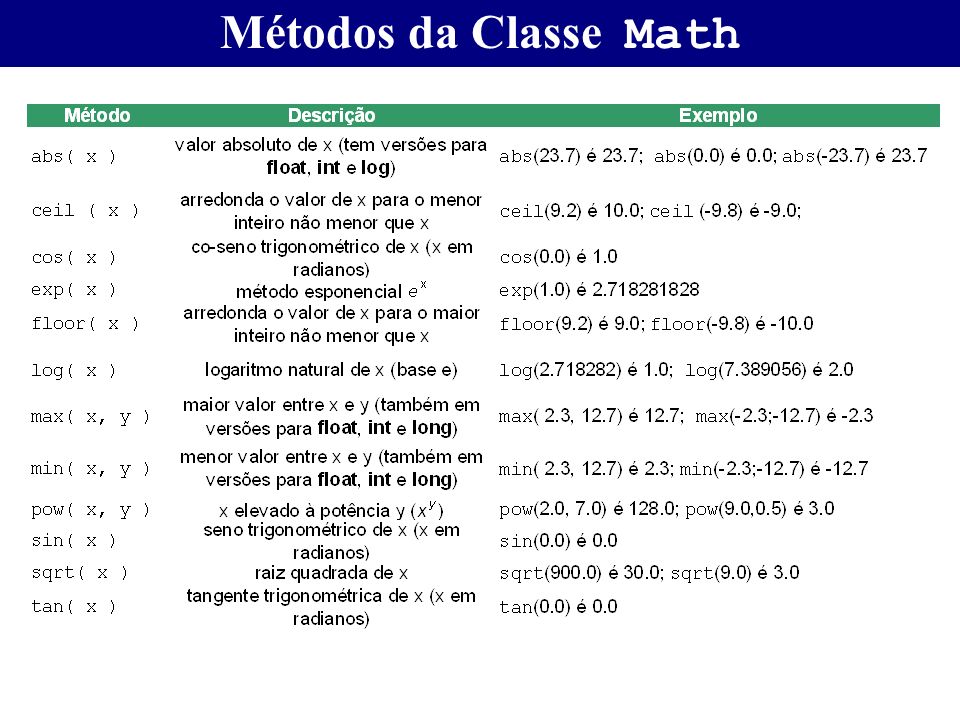 Métodos da Classe Math
Método Descrição Exemplo
abs( x ) valor absoluto de x (tem versões para
float, int e log) abs(23.7) é 23.7; abs(0.0) é 0.0; abs(-23.7) é 23.7
ceil ( x ) arredonda o valor de x para o menor
inteiro não menor que x ceil(9.2) é 10.0; ceil (-9.8) é -9.0;
cos( x ) co-seno trigonométrico de x (x em
radianos) cos(0.0) é 1.0
exp( x ) método esponencial e^x exp(1.0) é 2.718281828
floor( x ) arredonda o valor de x para o maior
inteiro não menor que x floor(9.2) é 9.0; floor(-9.8) é -10.0
log( x ) logaritmo natural de x (base e) log(2.718282) é 1.0; log(7.389056) é 2.0
max( x, y ) maior valor entre x e y (também em
versões para float, int e long) max( 2.3, 12.7) é 12.7; max(-2.3;-12.7) é -2.3
min( x, y ) menor valor entre x e y (também em
versões para float, int e long) min( 2.3, 12.7) é 2.3; min(-2.3;-12.7) é -12.7
pow( x, y ) x elevado à potência y (x^y) pow(2.0, 7.0) é 128.0; pow(9.0,0.5) é 3.0
sin( x ) seno trigonométrico de x (x em
radianos) sin(0.0) é 0.0
sqrt( x ) raiz quadrada de x sqrt(900.0) é 30.0; sqrt(9.0) é 3.0
tan( x ) tangente trigonométrica de x (x em
radianos) tan(0.0) é 0.0